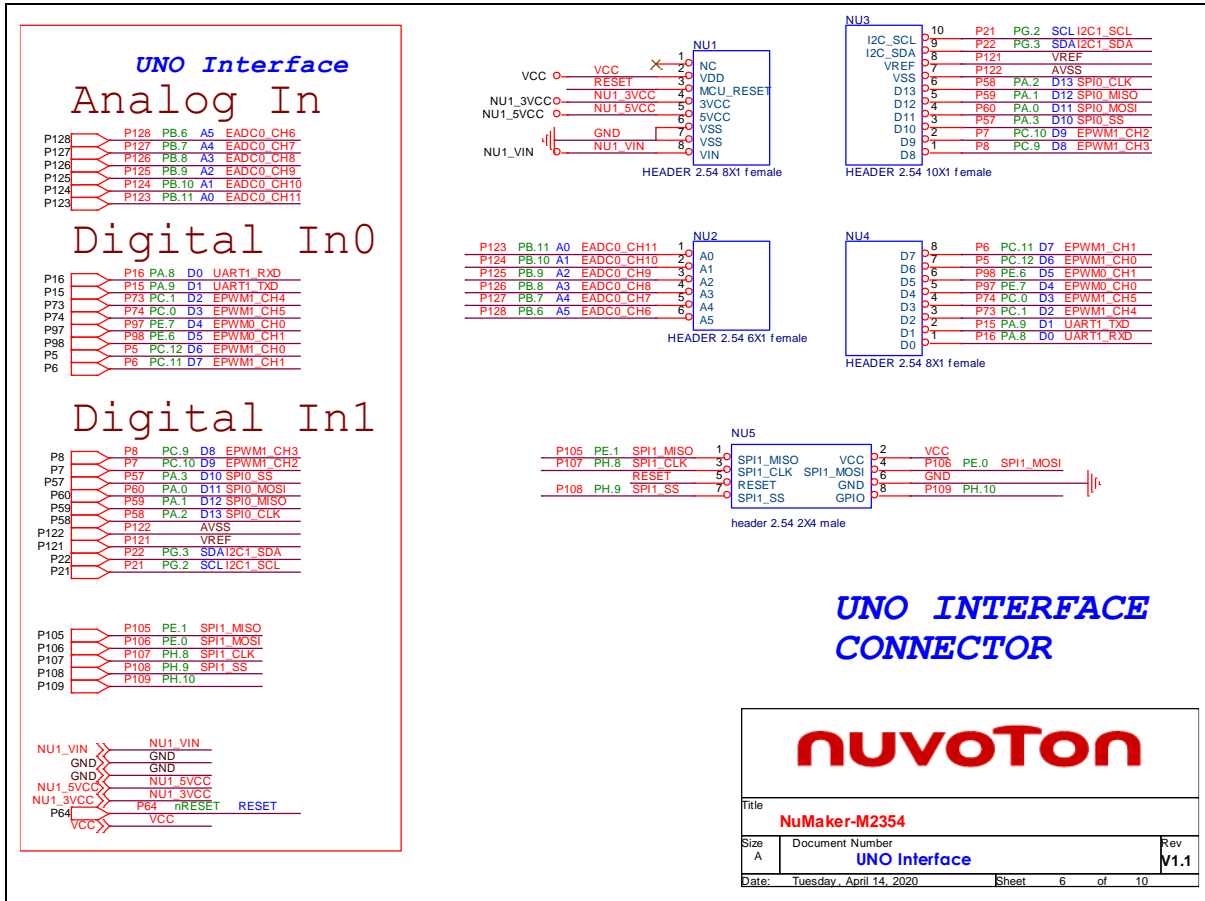 UNO Interface
Analog In
P128 P128 PB.6 A5 EADC0_CH6
P127 P127 PB.7 A4 EADC0_CH7
P126 P126 PB.8 A3 EADC0_CH8
P125 P125 PB.9 A2 EADC0_CH9
P124 P124 PB.10 A1 EADC0_CH10
P123 P123 PB.11 A0 EADC0_CH11
Digital In0
P16 P16 PA.8 D0 UART1_RXD
P15 P15 PA.9 D1 UART1_TXD
P73 P73 PC.1 D2 EPWM1_CH4
P74 P74 PC.0 D3 EPWM1_CH5
P97 P97 PE.7 D4 EPWM0_CH0
P98 P98 PE.6 D5 EPWM0_CH1
P5 P5 PC.12 D6 EPWM1_CH0
P6 P6 PC.11 D7 EPWM1_CH1
Digital In1
P8 P8 PC.9 D8 EPWM1_CH3
P7 P7 PC.10 D9 EPWM1_CH2
P57 P57 PA.3 D10 SPI0_SS
P60 P60 PA.0 D11 SPI0_MOSI
P59 P59 PA.1 D12 SPI0_MISO
P58 P58 PA.2 D13 SPI0_CLK
P122 P122 AVSS
P121 P121 VREF
P22 P22 PG.3 SDA I2C1_SDA
P21 P21 PG.2 SCL I2C1_SCL
P105 P105 PE.1 SPI1_MISO
P106 P106 PE.0 SPI1_MOSI
P107 P107 PH.8 SPI1_CLK
P108 P108 PH.9 SPI1_SS
P109 P109 PH.10
NU1_VIN NU1_VIN
GND GND
GND GND
NU1_5VCC NU1_5VCC
NU1_3VCC NU1_3VCC
P64 P64 nRESET RESET
VCC VCC
NU1
1 NC
VCC VCC 2 VDD
RESET 3 MCU_RESET
NU1_3VCC NU1_3VCC 4 3VCC
NU1_5VCC NU1_5VCC 5 5VCC
6 VSS
GND 7 VSS
NU1_VIN NU1_VIN 8 VIN
HEADER 2.54 8X1 female
NU3
I2C_SCL 10 P21 PG.2 SCL I2C1_SCL
I2C_SDA 9 P22 PG.3 SDA I2C1_SDA
VREF 8 P121 VREF
VSS 7 P122 AVSS
D13 6 P58 PA.2 D13 SPI0_CLK
D12 5 P59 PA.1 D12 SPI0_MISO
D11 4 P60 PA.0 D11 SPI0_MOSI
D10 3 P57 PA.3 D10 SPI0_SS
D9 2 P7 PC.10 D9 EPWM1_CH2
D8 1 P8 PC.9 D8 EPWM1_CH3
HEADER 2.54 10X1 female
NU2
P123 PB.11 A0 EADC0_CH11 1 A0
P124 PB.10 A1 EADC0_CH10 2 A1
P125 PB.9 A2 EADC0_CH9 3 A2
P126 PB.8 A3 EADC0_CH8 4 A3
P127 PB.7 A4 EADC0_CH7 5 A4
P128 PB.6 A5 EADC0_CH6 6 A5
HEADER 2.54 6X1 female
NU4
D7 8 P6 PC.11 D7 EPWM1_CH1
D6 7 P5 PC.12 D6 EPWM1_CH0
D5 6 P98 PE.6 D5 EPWM0_CH1
D4 5 P97 PE.7 D4 EPWM0_CH0
D3 4 P74 PC.0 D3 EPWM1_CH5
D2 3 P73 PC.1 D2 EPWM1_CH4
D1 2 P15 PA.9 D1 UART1_TXD
D0 1 P16 PA.8 D0 UART1_RXD
HEADER 2.54 8X1 female
NU5
P105 PE.1 SPI1_MISO 1 SPI1_MISO VCC 2 VCC
P107 PH.8 SPI1_CLK 3 SPI1_CLK SPI1_MOSI 4 P106 PE.0 SPI1_MOSI
RESET 5 RESET GND 6 GND
P108 PH.9 SPI1_SS 7 SPI1_SS GPIO 8 P109 PH.10
header 2.54 2X4 male
UNO INTERFACE
CONNECTOR
nuvoTon
Title
NuMaker-M2354
Size Document Number Rev
A UNO Interface V1.1
Date: Tuesday, April 14, 2020 Sheet 6 of 10